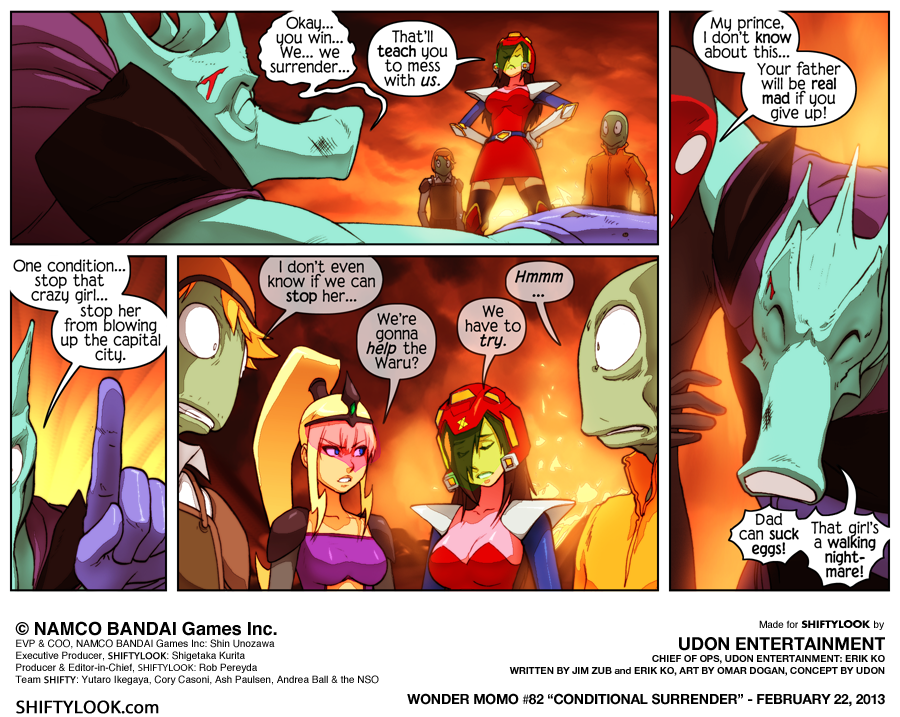 Okay...
you win...
We... we
surrender...
That'll
teach you
to mess
with us.
My prince,
I don't know
about this...
Your father
will be real
mad if you
give up!
Dad
can suck
eggs!
That girl's
a walking
night-
mare!
One condition...
stop that
crazy girl...
stop her
from blowing
up the capital
city.
I don't even
know if we can
stop her...
We're
gonna
help the
Waru?
We
have to
try.
Hmmm
...
© NAMCO BANDAI Games Inc.
EVP & COO, NAMCO BANDAI Games Inc: Shin Unozawa
Executive Producer, SHIFTYLOOK: Shigetaka Kurita
Producer & Editor-in-Chief, SHIFTYLOOK: Rob Pereyda
Team SHIFTY: Yutaro Ikegaya, Cory Casoni, Ash Paulsen, Andrea Ball & the NSO
SHIFTYLOOK.com
Made for SHIFTYLOOK by
UDON ENTERTAINMENT
CHIEF OF OPS, UDON ENTERTAINMENT: ERIK KO
WRITTEN BY JIM ZUB and ERIK KO, ART BY OMAR DOGAN, CONCEPT BY UDON
WONDER MOMO #82 “CONDITIONAL SURRENDER” - FEBRUARY 22, 2013